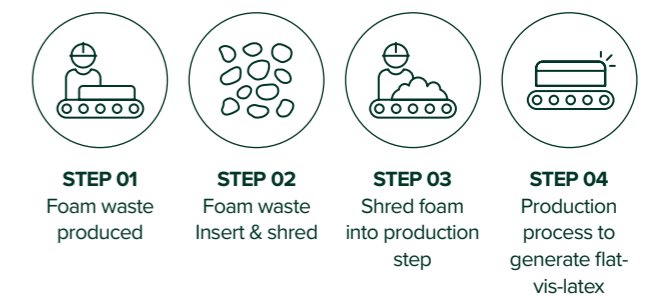 STEP 01
Foam waste
produced
STEP 02
Foam waste
Insert & shred
STEP 03
Shred foam
into production
step
STEP 04
Production
process to
generate flat-
vis-latex